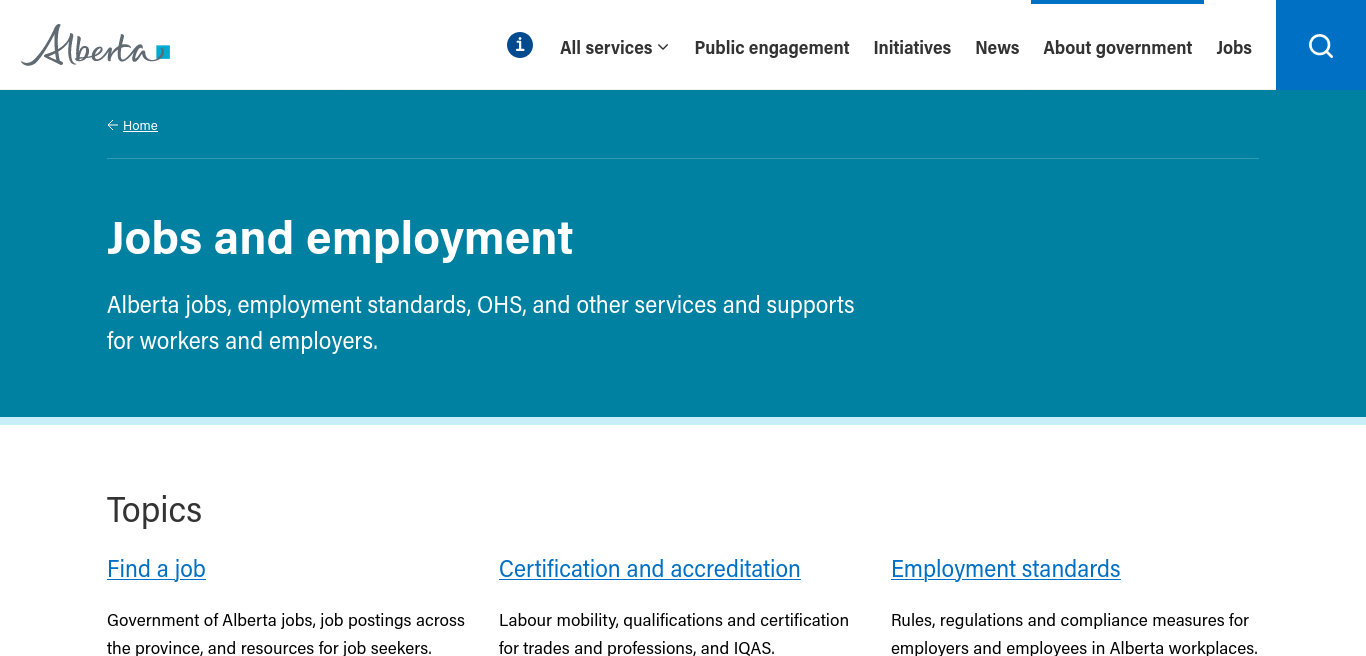 Alberta
i
All services
Public engagement
Initiatives
News
About government
Jobs
Home
Jobs and employment
Alberta jobs, employment standards, OHS, and other services and supports
for workers and employers.
Topics
Find a job
Government of Alberta jobs, job postings across
the province, and resources for job seekers.
Certification and accreditation
Labour mobility, qualifications and certification
for trades and professions, and IQAS.
Employment standards
Rules, regulations and compliance measures for
employers and employees in Alberta workplaces.